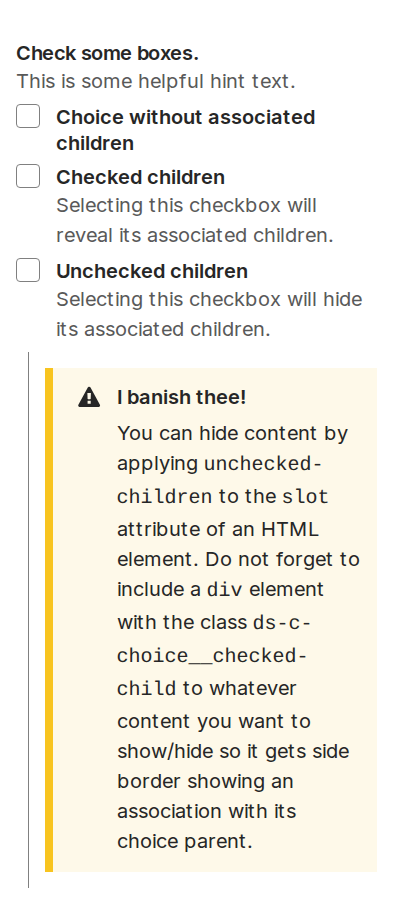 Check some boxes.
This is some helpful hint text.
Choice without associated
children
Checked children
Selecting this checkbox will
reveal its associated children.
Unchecked children
Selecting this checkbox will hide
its associated children.
I banish thee!
You can hide content by
applying unchecked-
children to the slot
attribute of an HTML
element. Do not forget to
include a div element
with the class ds-c-
choice__checked-
child to whatever
content you want to
show/hide so it gets side
border showing an
association with its
choice parent.